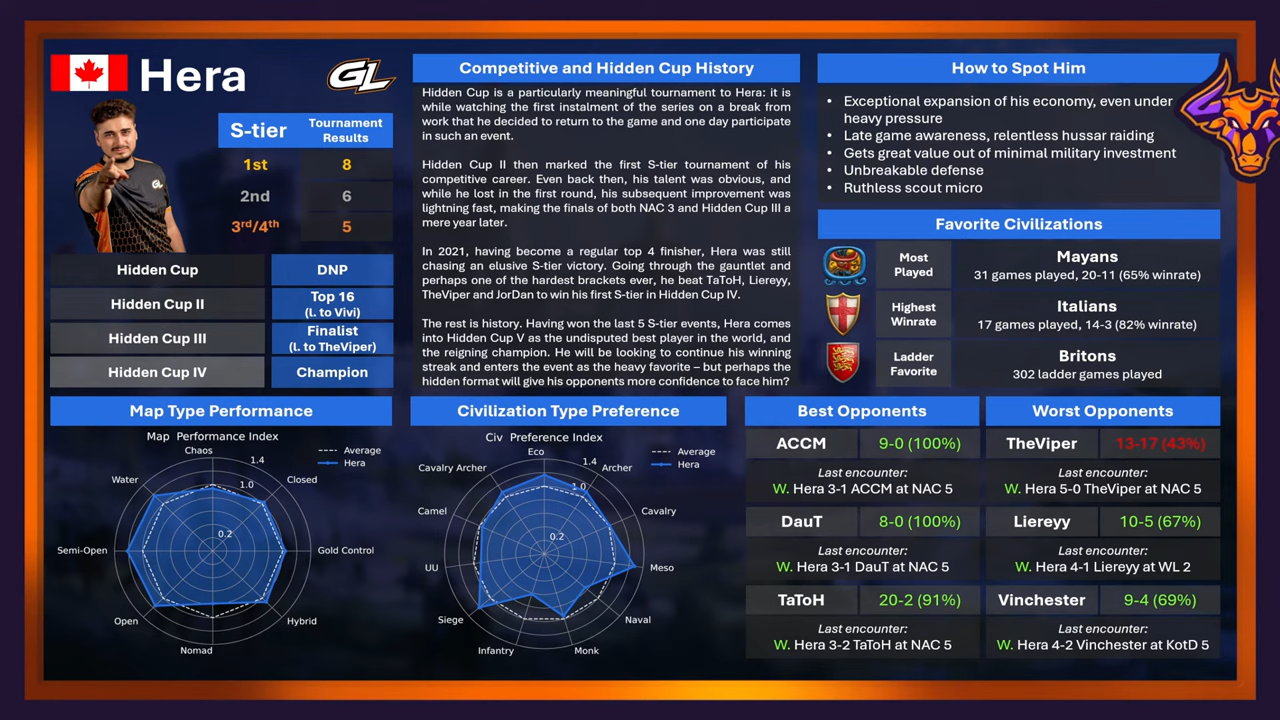 Hera
GL
S-tier
Tournament
Results
1st
8
2nd
6
3rd/4th
5
Hidden Cup
DNP
Hidden Cup II
Top 16
(l. to Vivi)
Hidden Cup III
Finalist
(l. to TheViper)
Hidden Cup IV
Champion
Competitive and Hidden Cup History
Hidden Cup is a particularly meaningful tournament to Hera: it is
while watching the first instalment of the series on a break from
work that he decided to return to the game and one day participate
in such an event.
Hidden Cup II then marked the first S-tier tournament of his
competitive career. Even back then, his talent was obvious, and
while he lost in the first round, his subsequent improvement was
lightning fast, making the finals of both NAC 3 and Hidden Cup III a
mere year later.
In 2021, having become a regular top 4 finisher, Hera was still
chasing an elusive S-tier victory. Going through the gauntlet and
perhaps one of the hardest brackets ever, he beat TaToH, Liereyy,
TheViper and JorDan to win his first S-tier in Hidden Cup IV.
The rest is history. Having won the last 5 S-tier events, Hera comes
into Hidden Cup V as the undisputed best player in the world, and
the reigning champion. He will be looking to continue his winning
streak and enters the event as the heavy favorite – but perhaps the
hidden format will give his opponents more confidence to face him?
How to Spot Him
• Exceptional expansion of his economy, even under
heavy pressure
• Late game awareness, relentless hussar raiding
• Gets great value out of minimal military investment
• Unbreakable defense
• Ruthless scout micro
Favorite Civilizations
Most
Played
Mayans
31 games played, 20-11 (65% winrate)
Highest
Winrate
Italians
17 games played, 14-3 (82% winrate)
Ladder
Favorite
Britons
302 ladder games played
Map Type Performance
Map Performance Index
Average
Hera
Chaos
Closed
Gold Control
Hybrid
Nomad
Open
Semi-Open
Water
1.4
1.0
0.2
Civilization Type Preference
Civ Preference Index
Average
Hera
Eco
Archer
Cavalry
Meso
Naval
Monk
Infantry
Siege
UU
Camel
Cavalry Archer
1.4
1.0
0.2
Best Opponents
ACCM
9-0 (100%)
Last encounter:
W. Hera 3-1 ACCM at NAC 5
DauT
8-0 (100%)
Last encounter:
W. Hera 3-1 DauT at NAC 5
TaToH
20-2 (91%)
Last encounter:
W. Hera 3-2 TaToH at NAC 5
Worst Opponents
TheViper
13-17 (43%)
Last encounter:
W. Hera 5-0 TheViper at NAC 5
Liereyy
10-5 (67%)
Last encounter:
W. Hera 4-1 Liereyy at WL 2
Vinchester
9-4 (69%)
Last encounter:
W. Hera 4-2 Vinchester at KotD 5